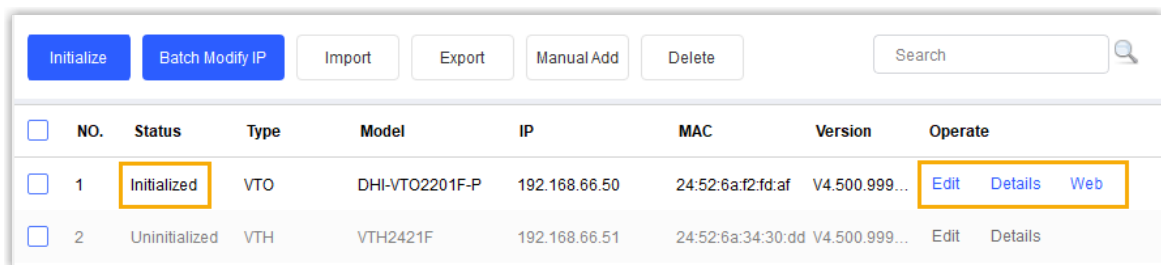 Initialize Batch Modify IP Import Export Manual Add Delete Search
NO. Status Type Model IP MAC Version Operate
1 Initialized VTO DHI-VTO2201F-P 192.168.66.50 24:52:6a:f2:fd:af V4.500.999... Edit Details Web
2 Uninitialized VTH VTH2421F 192.168.66.51 24:52:6a:34:30:dd V4.500.999... Edit Details